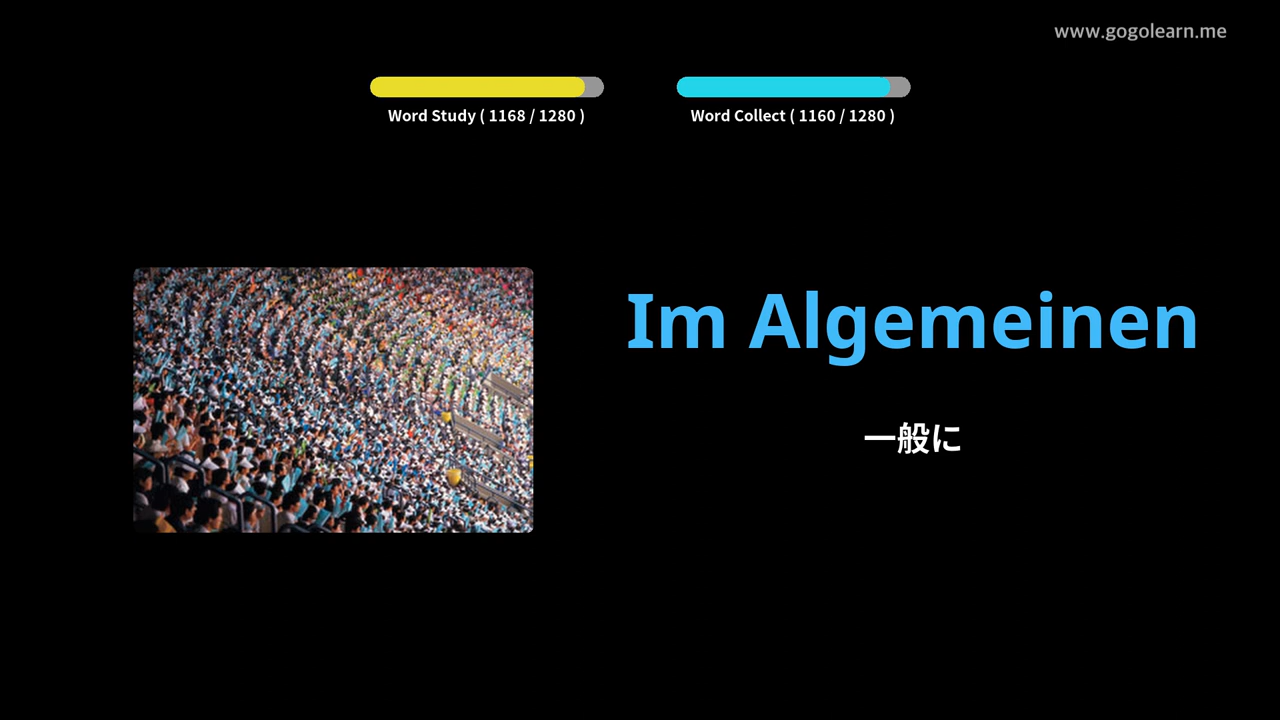 www.gogolearn.me
Word Study ( 1168 / 1280 )
Word Collect ( 1160 / 1280 )
Im Algemeinen
一般に